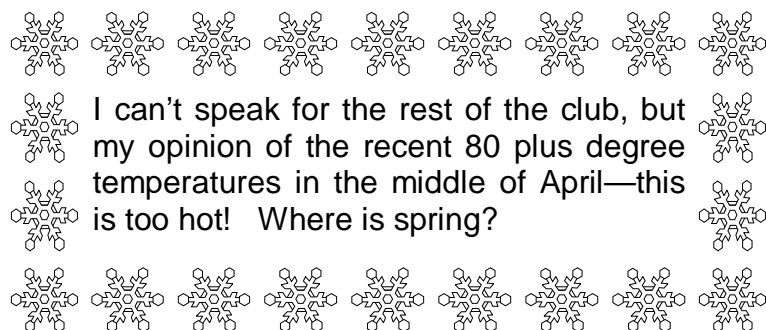 I can’t speak for the rest of the club, but
my opinion of the recent 80 plus degree
temperatures in the middle of April—this
is too hot!   Where is spring?